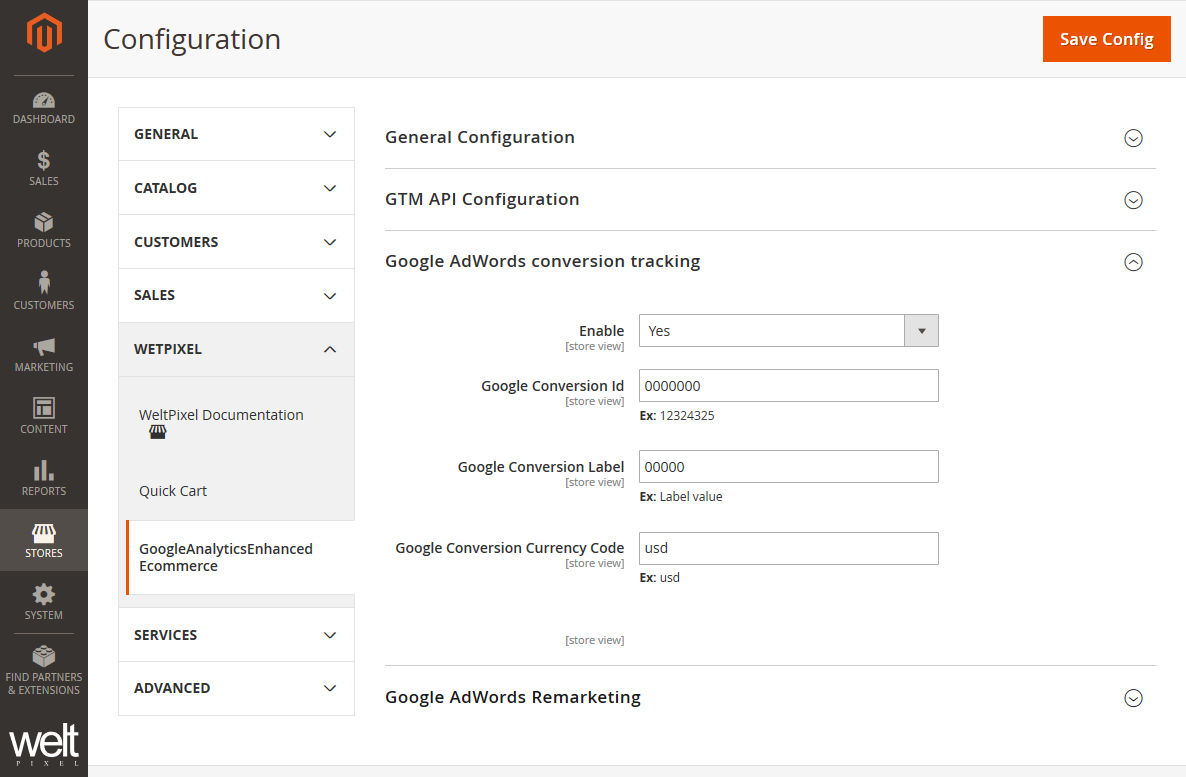 Configuration
Save Config
DASHBOARD
SALES
PRODUCTS
CUSTOMERS
MARKETING
CONTENT
REPORTS
STORES
SYSTEM
FIND PARTNERS
& EXTENSIONS
welt
PIXEL
GENERAL
CATALOG
CUSTOMERS
SALES
WETPIXEL
WeltPixel Documentation
Quick Cart
GoogleAnalyticsEnhanced
Ecommerce
SERVICES
ADVANCED
General Configuration
GTM API Configuration
Google AdWords conversion tracking
Enable
[store view]
Yes
Google Conversion Id
[store view]
0000000
Ex: 12324325
Google Conversion Label
[store view]
00000
Ex: Label value
Google Conversion Currency Code
[store view]
usd
Ex: usd
[store view]
Google AdWords Remarketing